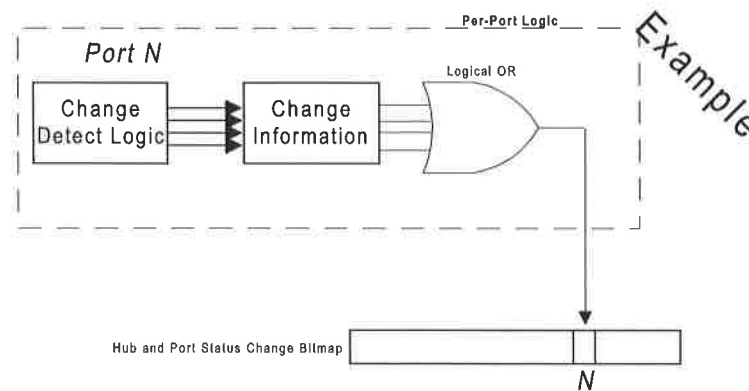 Per-Port Logic
Example
Port N
Logical OR
Change
Detect Logic
Change
Information
Hub and Port Status Change Bitmap
N